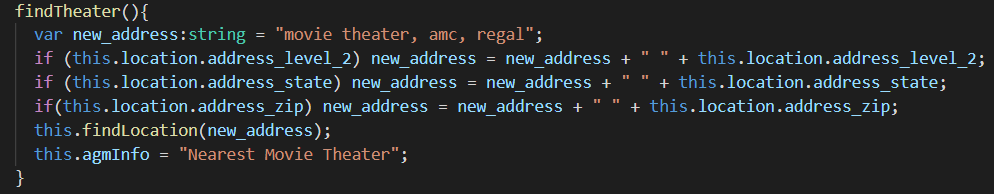 findTheater(){
var new_address:string = "movie theater, amc, regal";
if (this.location.address_level_2) new_address = new_address + " " + this.location.address_level_2;
if (this.location.address_state) new_address = new_address + " " + this.location.address_state;
if(this.location.address_zip) new_address = new_address + " " + this.location.address_zip;
this.findLocation(new_address);
this.agmInfo = "Nearest Movie Theater";
}